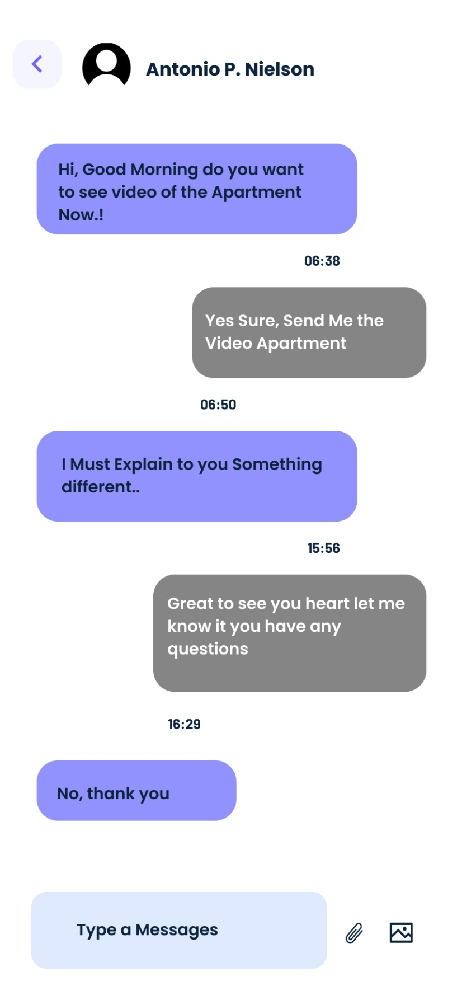 Antonio P. Nielson
Hi, Good Morning do you want
to see video of the Apartment
Now.!
06:38
Yes Sure, Send Me the
Video Apartment
06:50
I Must Explain to you Something
different..
15:56
Great to see you heart let me
know it you have any
questions
16:29
No, thank you
Type a Messages